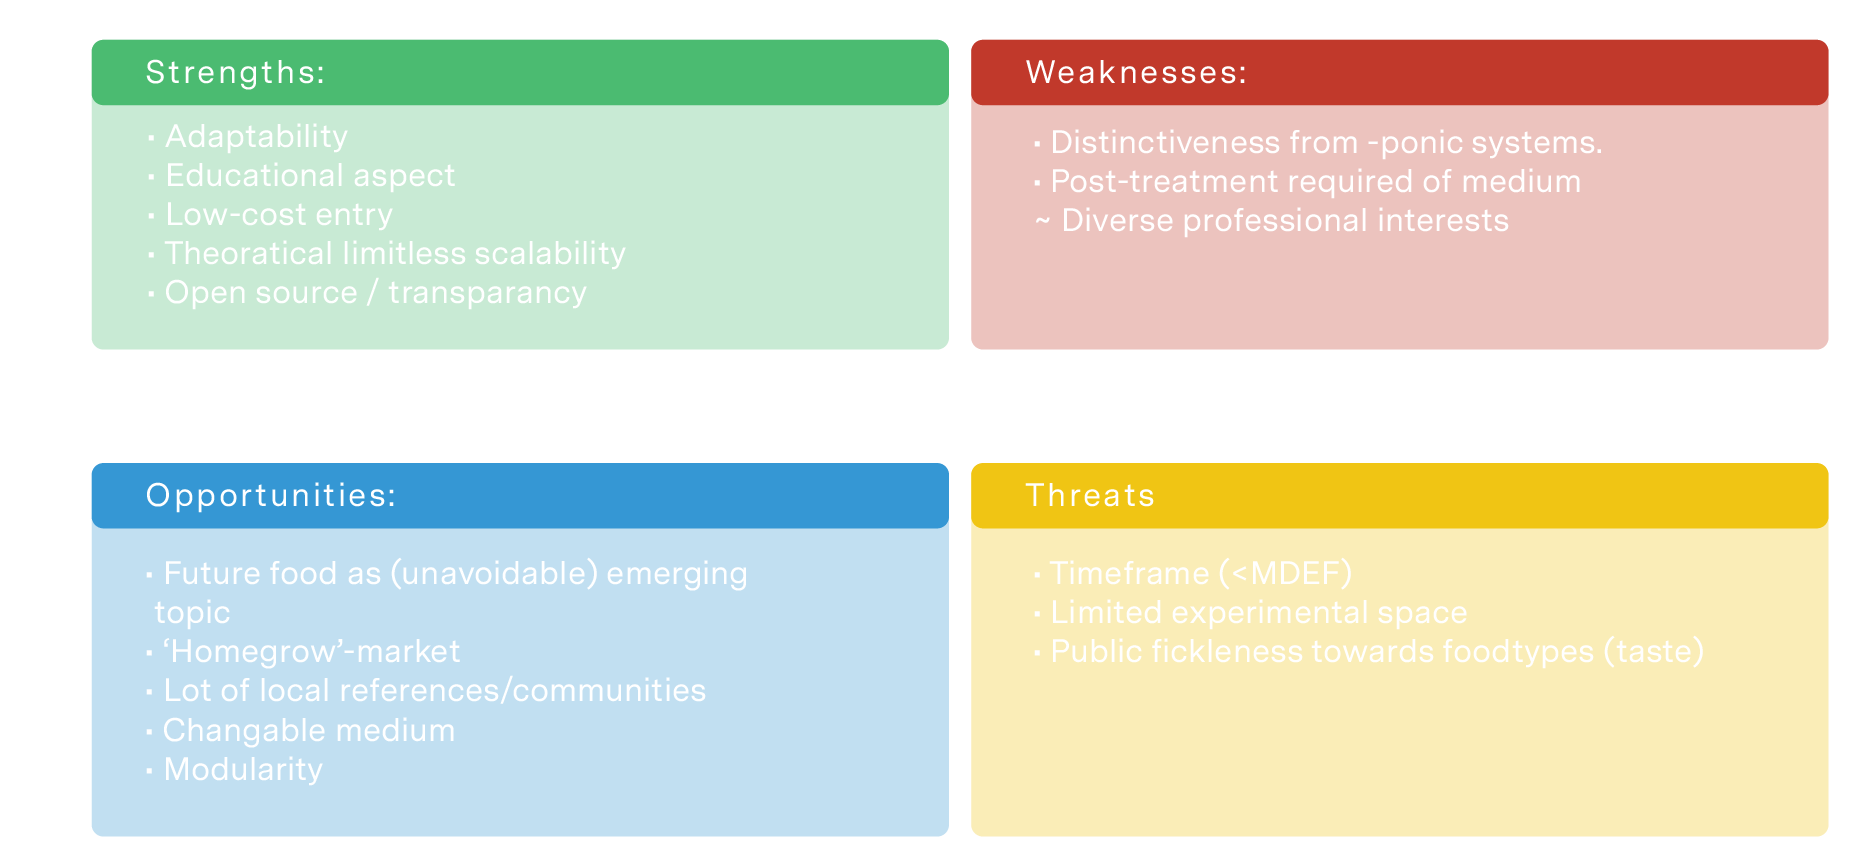 Strengths:
· Adaptability
· Educational aspect
· Low-cost entry
· Theoratical limitless scalability
· Open source / transparancy
Weaknesses:
· Distinctiveness from -ponic systems.
· Post-treatment required of medium
~ Diverse professional interests
Opportunities:
· Future food as (unavoidable) emerging
topic
· ‘Homegrow’-market
· Lot of local references/communities
· Changable medium
· Modularity
Threats
· Timeframe (<MDEF)
· Limited experimental space
· Public fickleness towards foodtypes (taste)